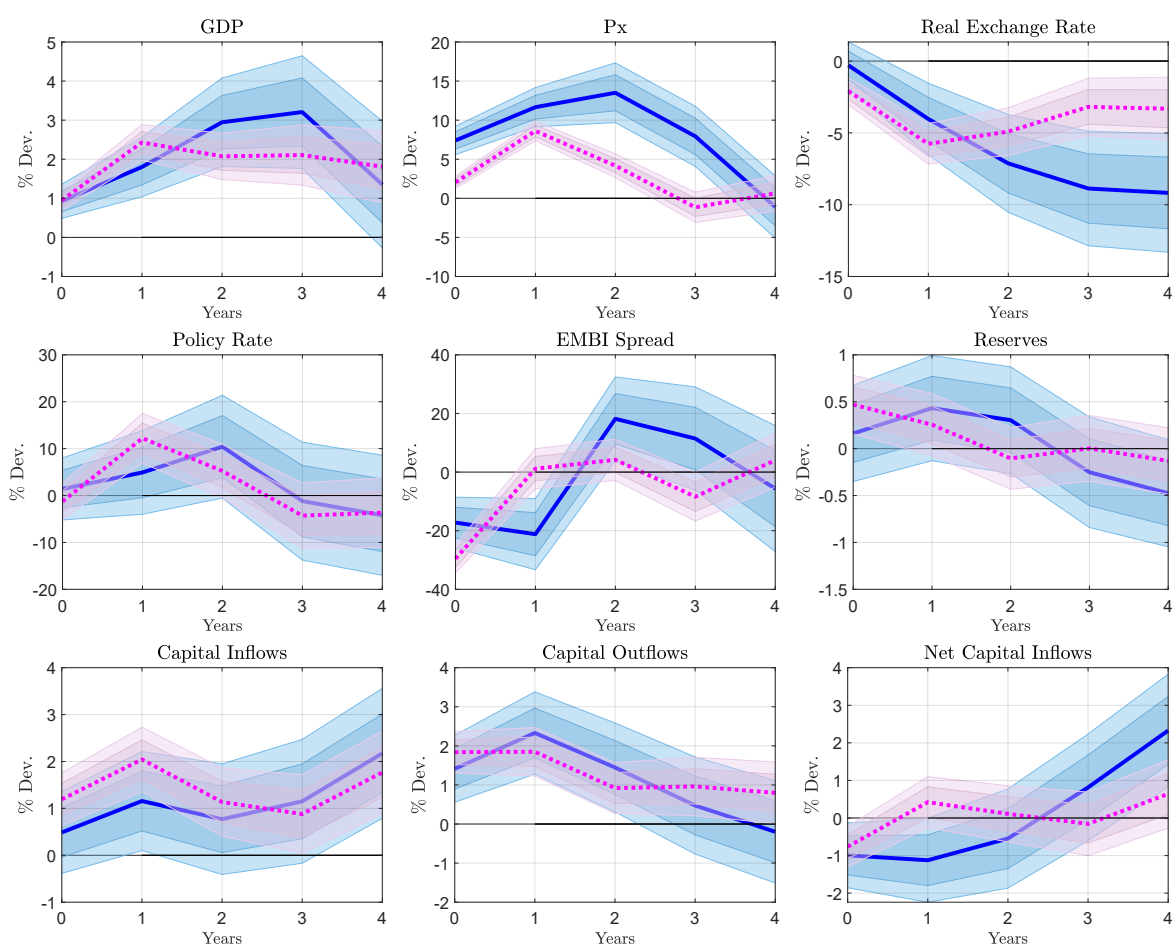 GDP
% Dev.
5
4
3
2
1
0
-1
0 1 2 3 4
Years
Px
% Dev.
20
15
10
5
0
-5
-10
0 1 2 3 4
Years
Real Exchange Rate
% Dev.
0
-5
-10
-15
0 1 2 3 4
Years
Policy Rate
% Dev.
30
20
10
0
-10
-20
0 1 2 3 4
Years
EMBI Spread
% Dev.
40
20
0
-20
-40
0 1 2 3 4
Years
Reserves
% Dev.
1
0.5
0
-0.5
-1
-1.5
0 1 2 3 4
Years
Capital Inflows
% Dev.
4
3
2
1
0
-1
0 1 2 3 4
Years
Capital Outflows
% Dev.
4
3
2
1
0
-1
-2
0 1 2 3 4
Years
Net Capital Inflows
% Dev.
4
3
2
1
0
-1
-2
0 1 2 3 4
Years